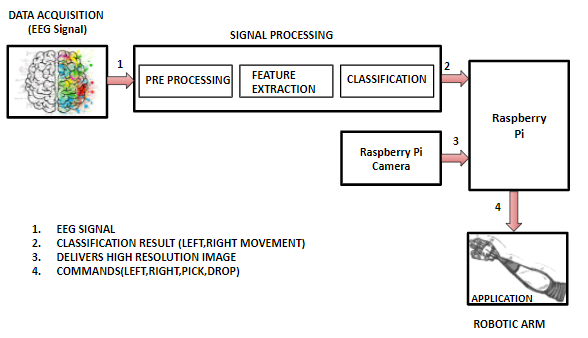 DATA ACQUISITION
(EEG Signal)
SIGNAL PROCESSING
1
PRE PROCESSING
FEATURE
EXTRACTION
CLASSIFICATION
2
Raspberry
Pi
Raspberry Pi
Camera
3
4
1. EEG SIGNAL
2. CLASSIFICATION RESULT (LEFT,RIGHT MOVEMENT)
3. DELIVERS HIGH RESOLUTION IMAGE
4. COMMANDS(LEFT,RIGHT,PICK,DROP)
APPLICATION
ROBOTIC ARM